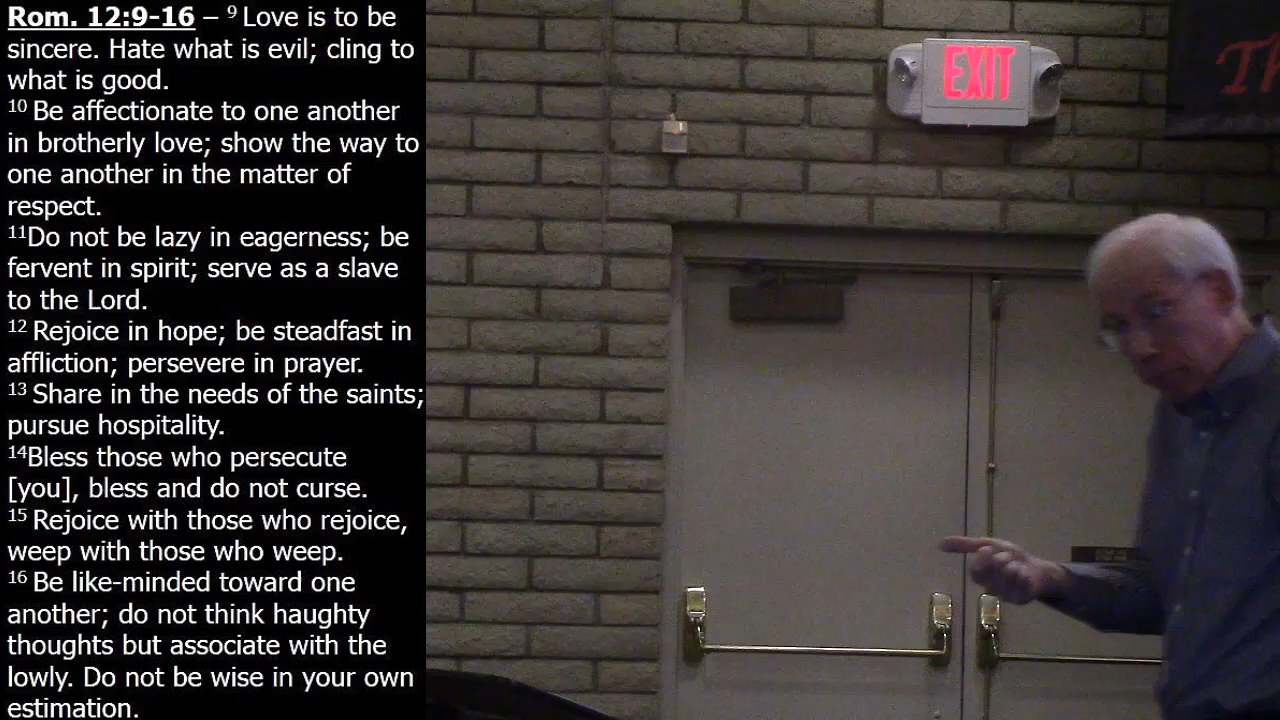 Rom. 12:9-16 – 9 Love is to be
sincere. Hate what is evil; cling to
what is good.
10 Be affectionate to one another
in brotherly love; show the way to
one another in the matter of
respect.
11Do not be lazy in eagerness; be
fervent in spirit; serve as a slave
to the Lord.
12 Rejoice in hope; be steadfast in
affliction; persevere in prayer.
13 Share in the needs of the saints;
pursue hospitality.
14Bless those who persecute
[you], bless and do not curse.
15 Rejoice with those who rejoice,
weep with those who weep.
16 Be like-minded toward one
another; do not think haughty
thoughts but associate with the
lowly. Do not be wise in your own
estimation.
EXIT